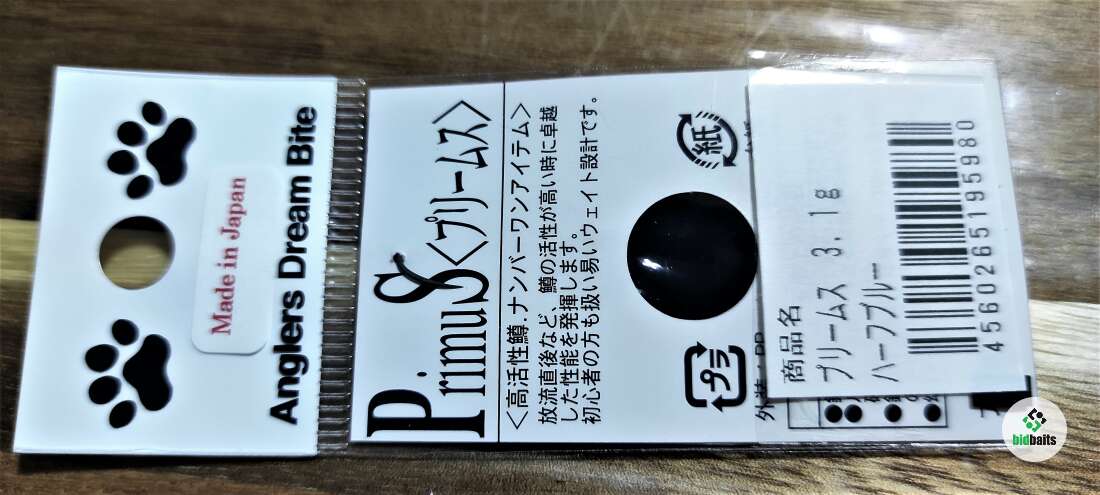 Anglers Dream Bite
Made in Japan
P.
rimuS<プリームス>
<高活性鱒・ナンバーワンアイテム>
放流直後など、鱒の活性が高い時に卓越
した性能を発揮します。
初心者の方も扱い易いウェイト設計です。
紙
プラ
商品名
プリームス 3.1g
ハーフブルー
4560265195980
bidbaits